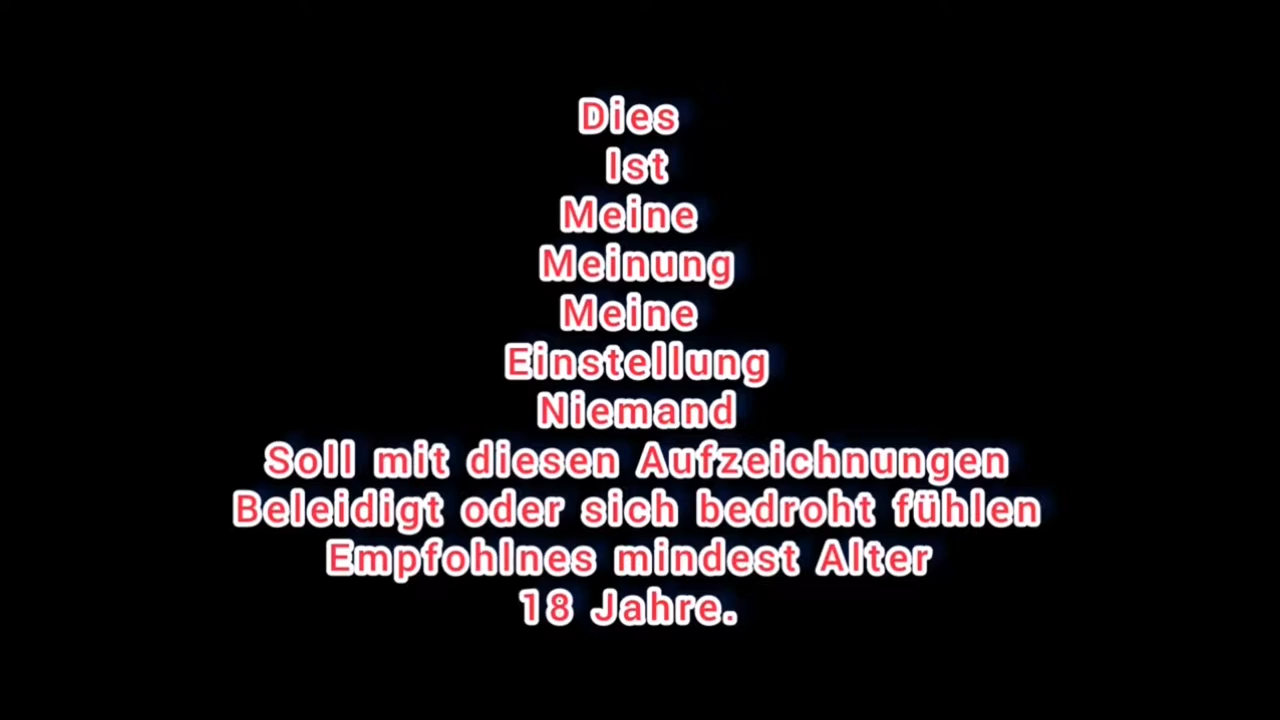 Dies
Ist
Meine
Meinung
Meine
Einstellung
Niemand
Soll mit diesen Aufzeichnungen
Beleidigt oder sich bedroht fühlen
Empfohlnes mindest Alter
18 Jahre.